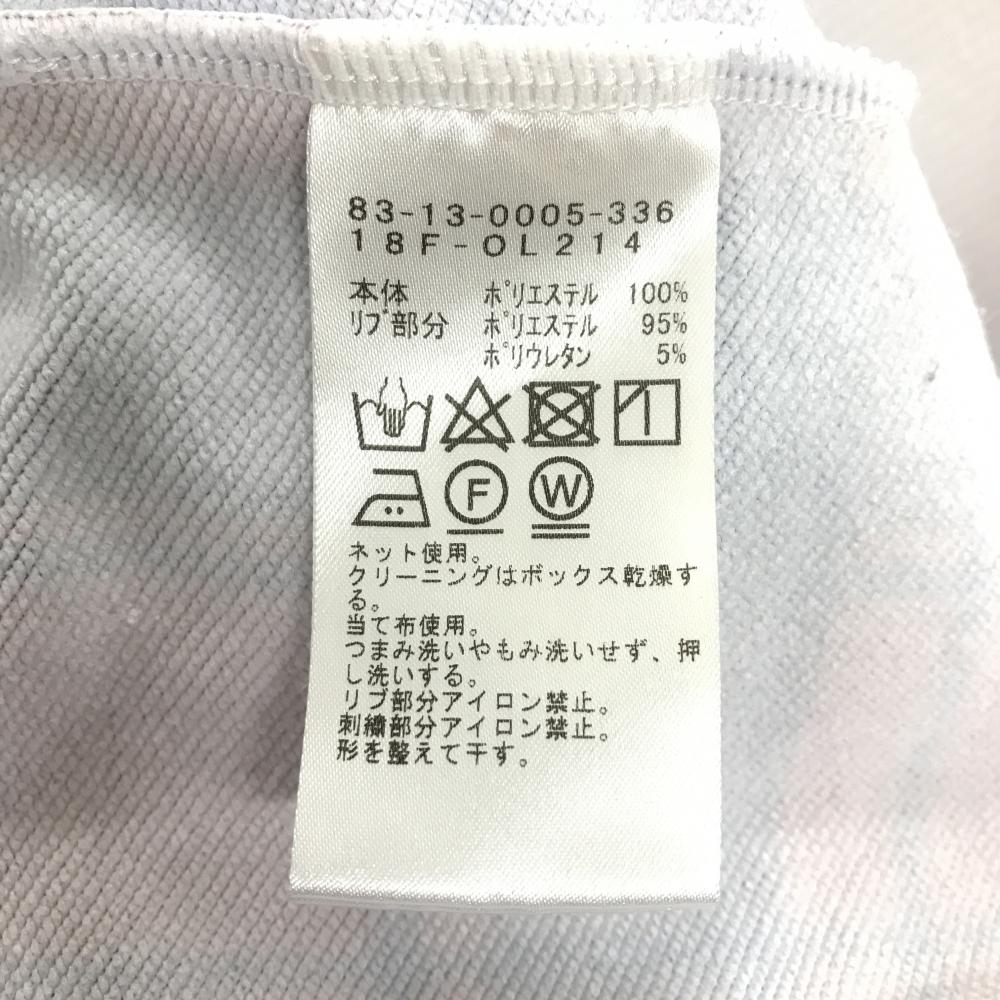 83-13-0005-336
18F-OL214
本体 ポリエステル 100%
リブ部分 ポリエステル 95%
ポリウレタン 5%
F W
ネット使用。
クリーニングはボックス乾燥す
る。
当て布使用。
つまみ洗いやもみ洗いせず、押
し洗いする。
リブ部分アイロン禁止。
刺繍部分アイロン禁止。
形を整えて干す。